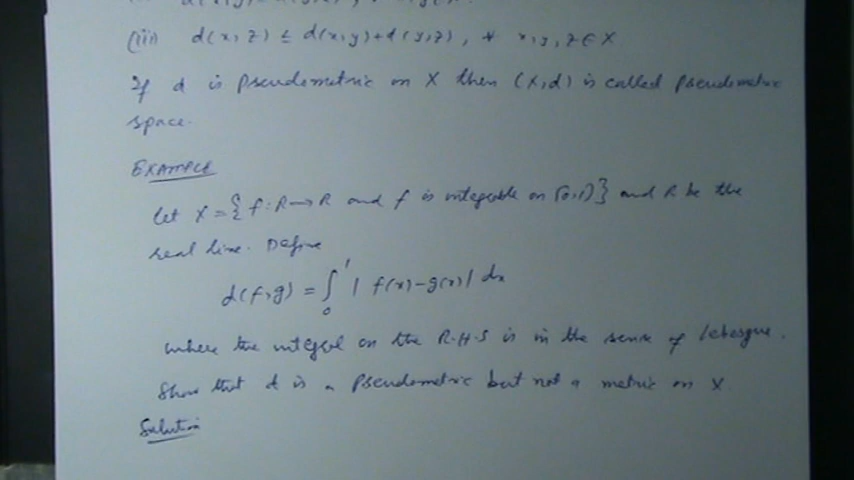 (iii) d(x,z) ≤ d(x,y)+d(y,z), ∀ x,y,z ∈ X
If d is Pseudometric on X then (X,d) is called Pseudometric
space.
EXAMPLE
Let X = { f : R → R and f is integrable on [0,1] } and R be the
real line. Define
d(f,g) = ∫₀¹ | f(x) - g(x) | dx
where the integral on the R.H.S is in the sense of lebesgue.
Show that d is a Pseudometric but not a metric on X.
Solution